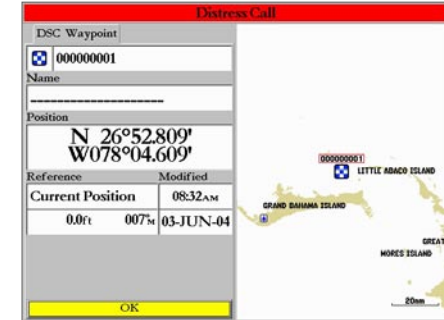 Distress Call
DSC Waypoint
000000001
Name
--------------------
Position
N 26°52.809'
W078°04.609'
Reference Modified
Current Position 08:32AM
0.0ft 007°M 03-JUN-04
OK
000000001
LITTLE ABACO ISLAND
GRAND BAHAMA ISLAND
GREAT
MORES ISLAND
20nm